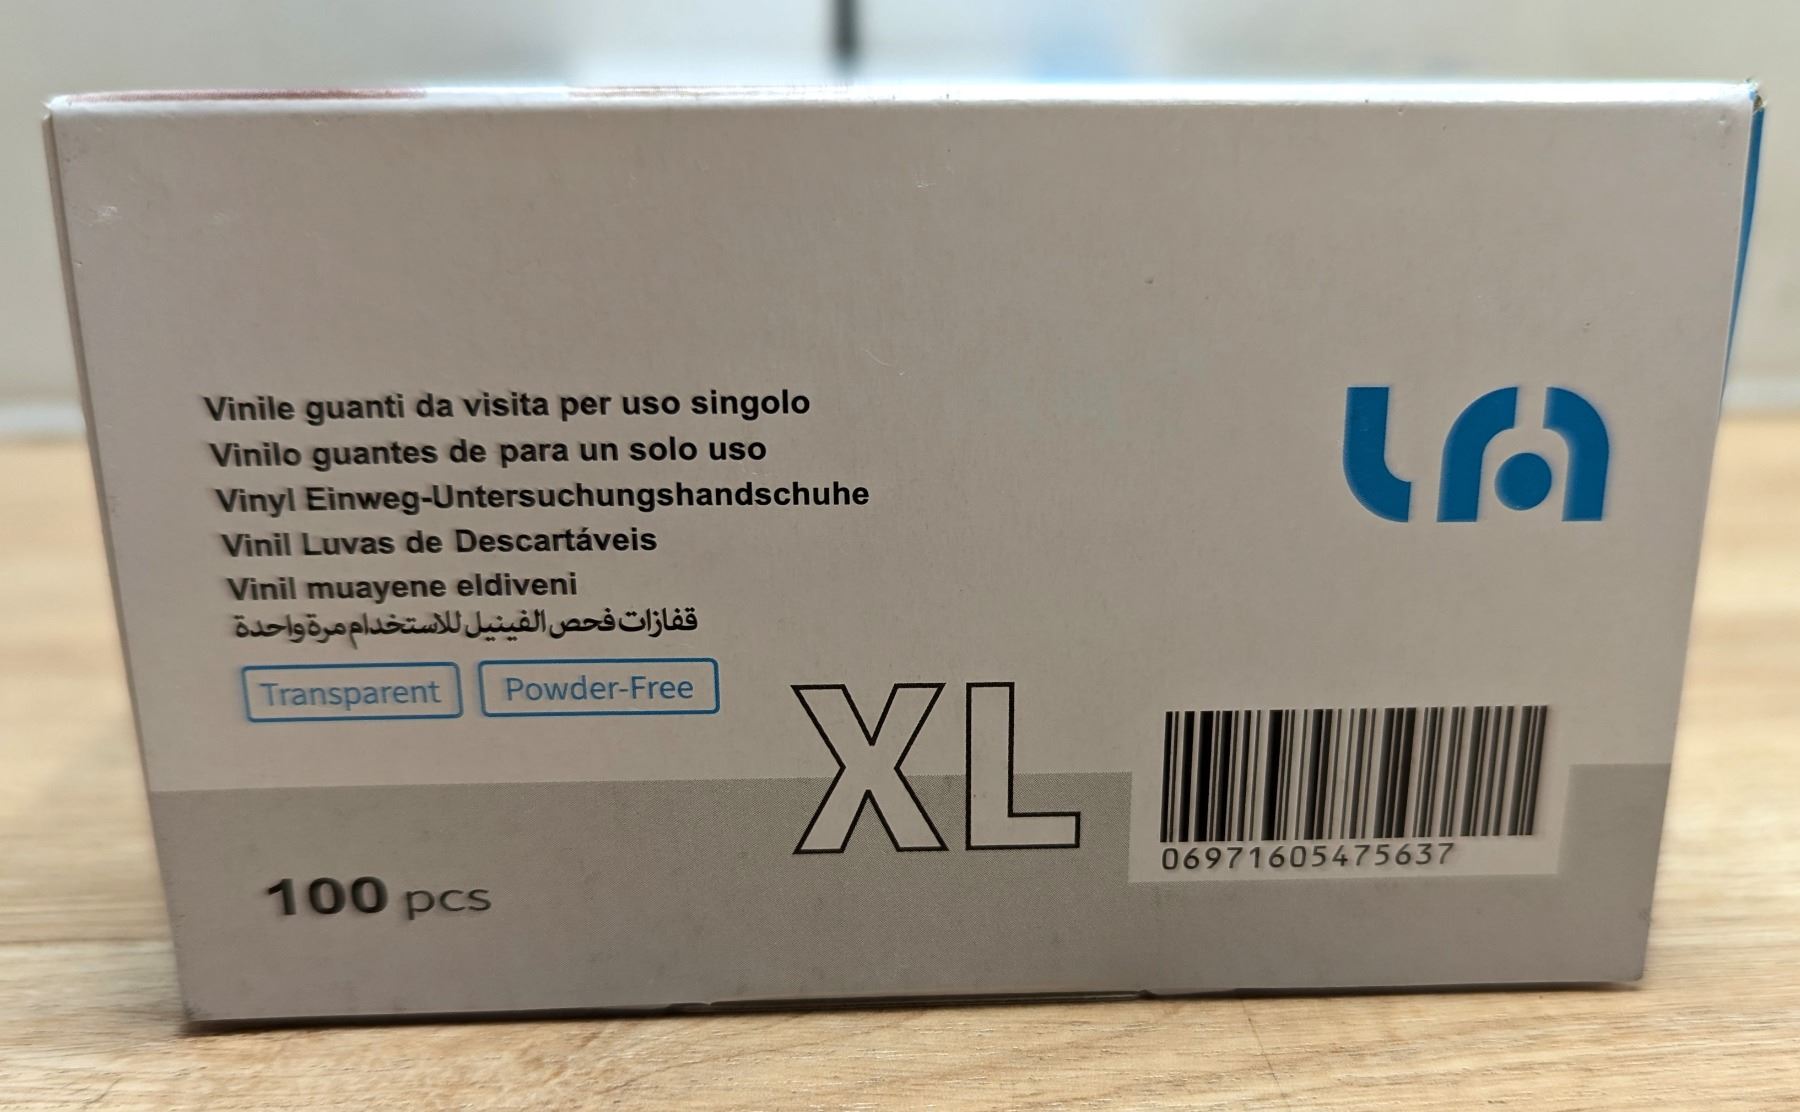 Vinile guanti da visita per uso singolo
Vinilo guantes de para un solo uso
Vinyl Einweg-Untersuchungshandschuhe
Vinil Luvas de Descartáveis
Vinil muayene eldiveni
قفازات فحص الفينيل للاستخدام مرة واحدة
Transparent Powder-Free
XL
100 pcs
06971605475637